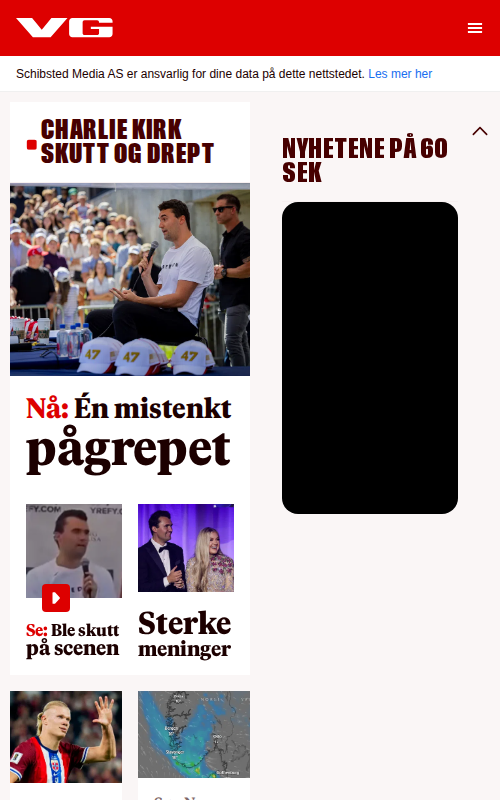 VG
Schibsted Media AS er ansvarlig for dine data på dette nettstedet. Les mer her
CHARLIE KIRK
SKUTT OG DREPT
47
47
47
Nå: Én mistenkt
pågrepet
YREFY.COM
Se: Ble skutt
på scenen
Sterke
meninger
NYHETENE PÅ 60
SEK